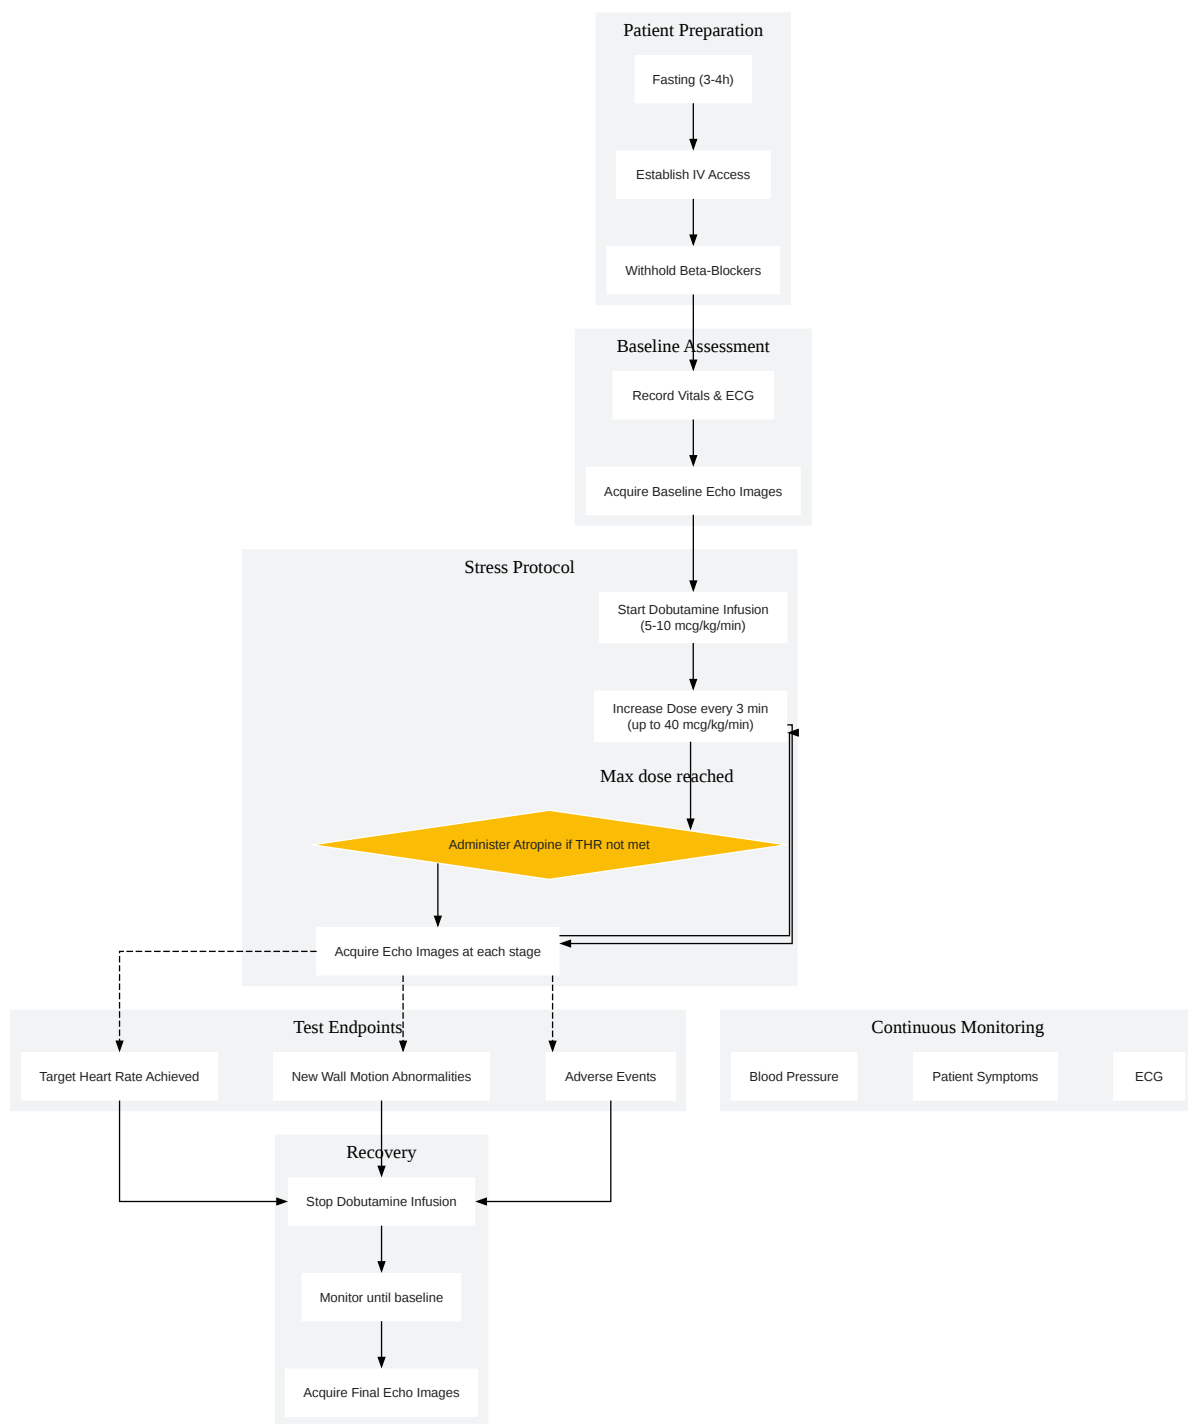 Patient Preparation
Fasting (3-4h)
Establish IV Access
Withhold Beta-Blockers
Baseline Assessment
Record Vitals & ECG
Acquire Baseline Echo Images
Stress Protocol
Start Dobutamine Infusion
(5-10 mcg/kg/min)
Increase Dose every 3 min
(up to 40 mcg/kg/min)
Max dose reached
Administer Atropine if THR not met
Acquire Echo Images at each stage
Test Endpoints
Target Heart Rate Achieved
New Wall Motion Abnormalities
Adverse Events
Continuous Monitoring
Blood Pressure
Patient Symptoms
ECG
Recovery
Stop Dobutamine Infusion
Monitor until baseline
Acquire Final Echo Images